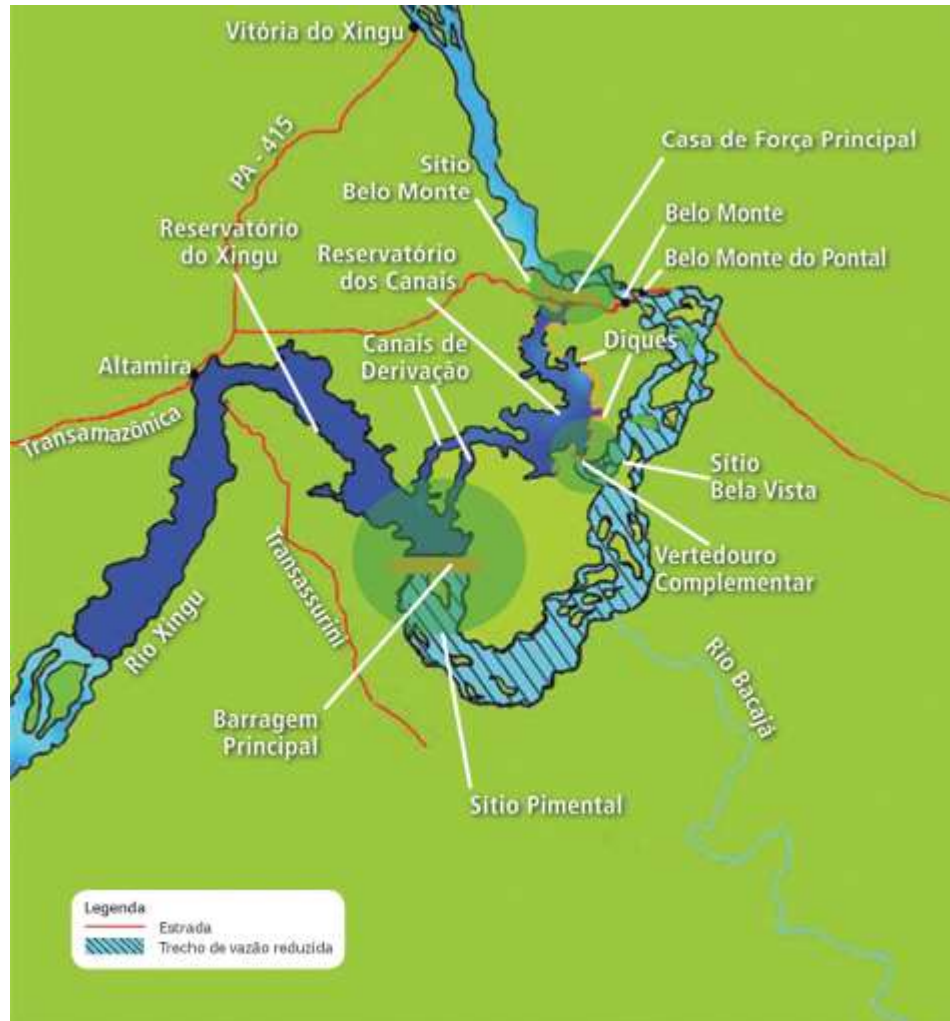 Vitória do Xingu
PA - 415
Casa de Força Principal
Sítio
Belo Monte
Belo Monte
Reservatório
do Xingu
Reservatório
dos Canais
Belo Monte do Pontal
Canais de
Derivação
Diques
Altamira
Transamazônica
Sítio
Bela Vista
Transassurini
Vertedouro
Complementar
Rio Xingu
Rio Bacajá
Barragem
Principal
Sítio Pimental
Legenda
Estrada
Trecho de vazão reduzida